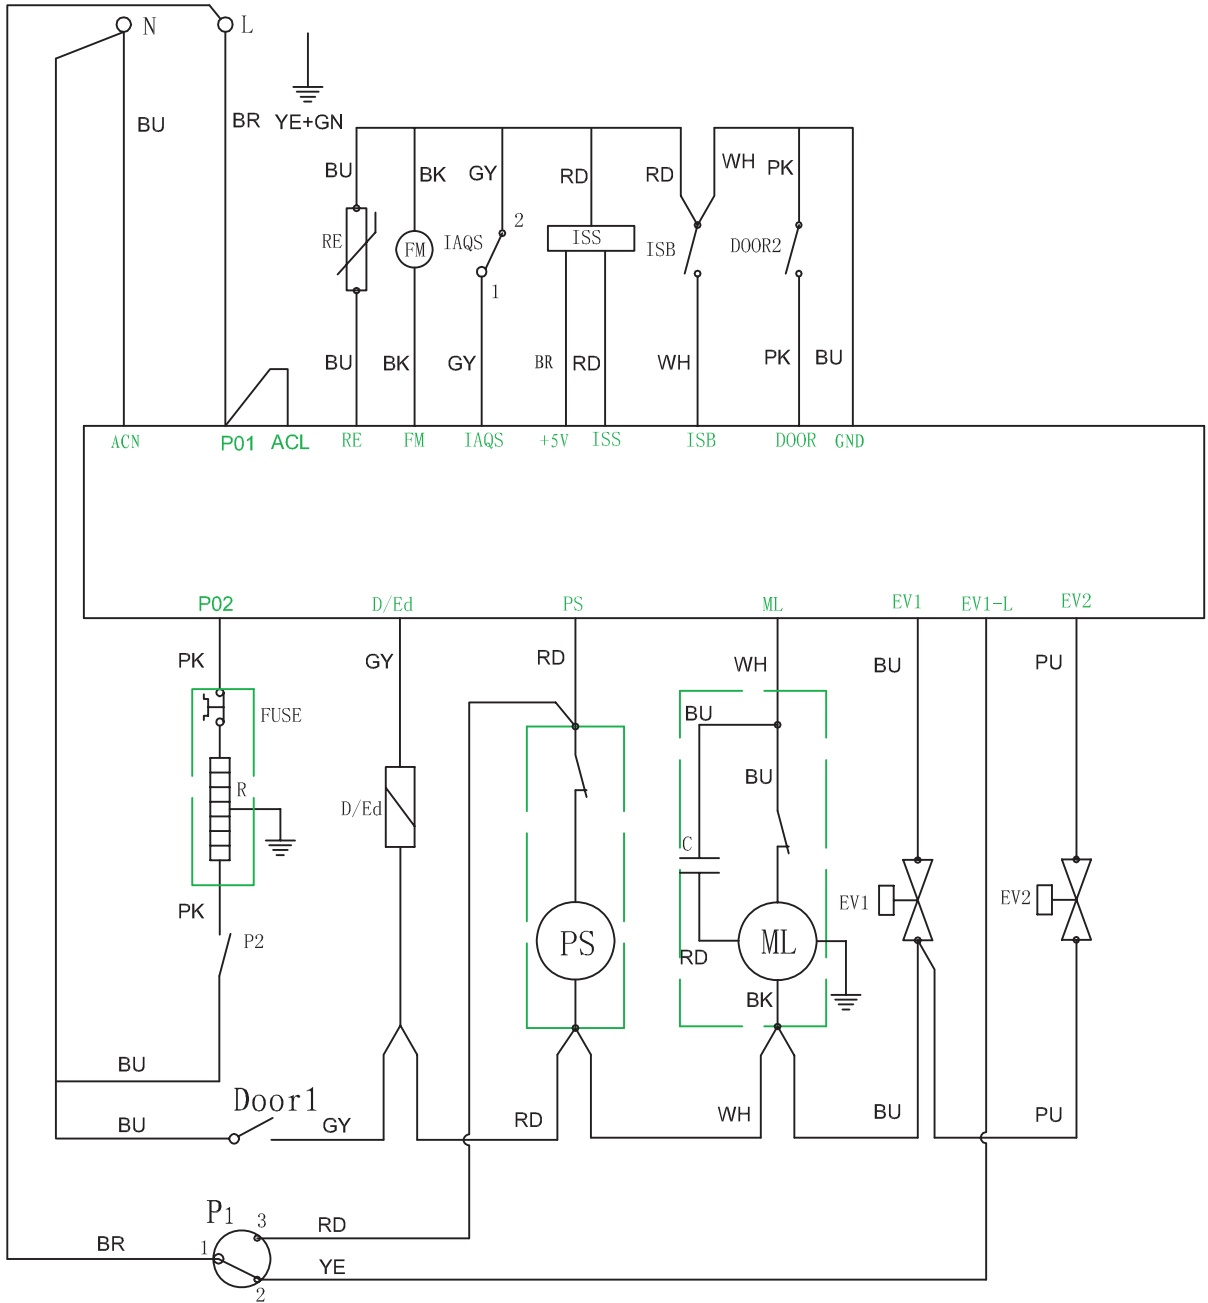 N L
BU BR YE+GN
BU BK GY RD RD WH PK
2
RE FM IAQS ISS ISB DOOR2
1
BU BK GY BR RD WH PK BU
ACN P01 ACL RE FM IAQS +5V ISS ISB DOOR GND
P02 D/Ed PS ML EV1 EV1-L EV2
PK GY RD WH BU PU
FUSE BU
BU
R D/Ed
C
PK EV1 EV2
P2 PS ML
RD
BK
BU
Door1
BU GY RD WH BU PU
P1 3 RD
BR 1
YE
2